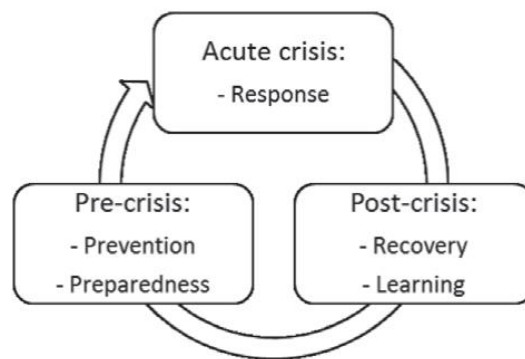 Acute crisis:
- Response
Pre-crisis:
- Prevention
- Preparedness
Post-crisis:
- Recovery
- Learning